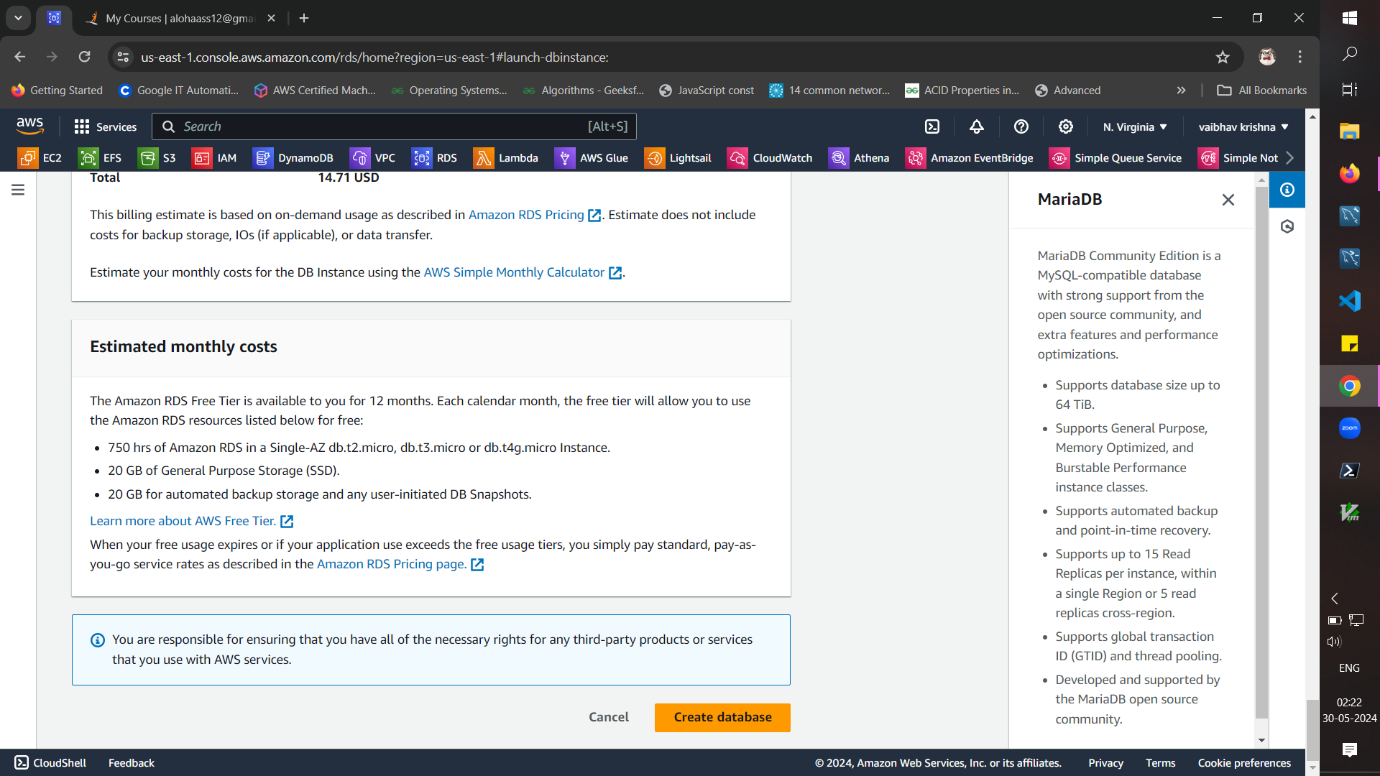 My Courses | alohaass12@gma
us-east-1.console.aws.amazon.com/rds/home?region=us-east-1#launch-dbinstance:
Getting Started
Google IT Automati...
AWS Certified Mach...
Operating Systems...
Algorithms - Geeksf...
JavaScript const
14 common networ...
ACID Properties in...
Advanced
»
All Bookmarks
aws
Services
Search
[Alt+S]
N. Virginia
vaibhav krishna
EC2
EFS
S3
IAM
DynamoDB
VPC
RDS
Lambda
AWS Glue
Lightsail
CloudWatch
Athena
Amazon EventBridge
Simple Queue Service
Simple Not
Total 14.71 USD
This billing estimate is based on on-demand usage as described in Amazon RDS Pricing. Estimate does not include
costs for backup storage, IOs (if applicable), or data transfer.
Estimate your monthly costs for the DB Instance using the AWS Simple Monthly Calculator.
Estimated monthly costs
The Amazon RDS Free Tier is available to you for 12 months. Each calendar month, the free tier will allow you to use
the Amazon RDS resources listed below for free:
• 750 hrs of Amazon RDS in a Single-AZ db.t2.micro, db.t3.micro or db.t4g.micro Instance.
• 20 GB of General Purpose Storage (SSD).
• 20 GB for automated backup storage and any user-initiated DB Snapshots.
Learn more about AWS Free Tier.
When your free usage expires or if your application use exceeds the free usage tiers, you simply pay standard, pay-as-
you-go service rates as described in the Amazon RDS Pricing page.
You are responsible for ensuring that you have all of the necessary rights for any third-party products or services
that you use with AWS services.
Cancel
Create database
MariaDB
MariaDB Community Edition is a
MySQL-compatible database
with strong support from the
open source community, and
extra features and performance
optimizations.
• Supports database size up to
64 TiB.
• Supports General Purpose,
Memory Optimized, and
Burstable Performance
instance classes.
• Supports automated backup
and point-in-time recovery.
• Supports up to 15 Read
Replicas per instance, within
a single Region or 5 read
replicas cross-region.
• Supports global transaction
ID (GTID) and thread pooling.
• Developed and supported by
the MariaDB open source
community.
CloudShell
Feedback
© 2024, Amazon Web Services, Inc. or its affiliates.
Privacy
Terms
Cookie preferences
zoom
ENG
02:22
30-05-2024